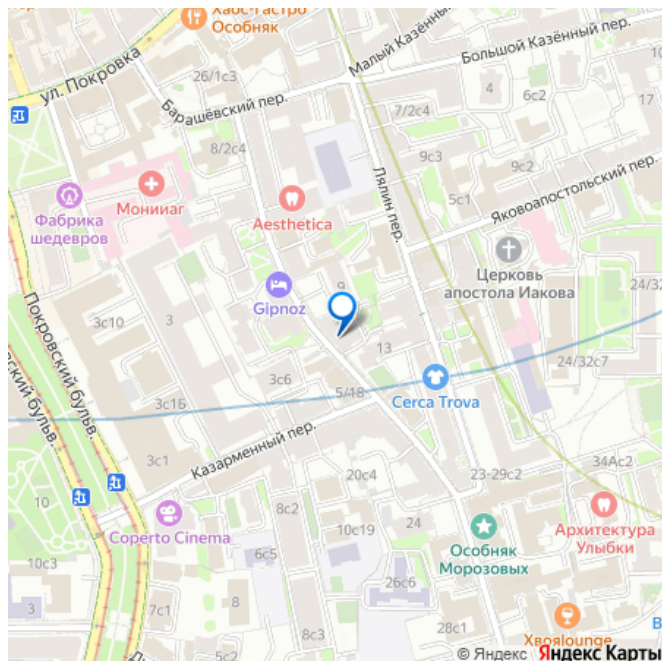 Хаос-Гастро
Особняк
ул. Покровка
26/1с3
Барашёвский пер.
Малый Казённый
Большой Казённый пер.
4
6с2
17
7/2с4
8/2с4
9с3
9с2
Мониіаг
Фабрика
шедевров
Aesthetica
Лялин пер.
5с1
Яковоапостольский пер.
Церковь
апостола Иакова
Gipnoz
9
24/32
3с10
3
13
Покровский бульв.
24/32с7
3с6
5/18
Cerca Trova
3с16
Казарменный пер.
3с1
20с4
23-29с2
34Ас2
10
8с2
Coperto Cinema
10с19
24
Особняк
Морозовых
Архитектура
Улыбки
10с3
6с5
26с6
3
7с1
8
8с3
28с1
Хвояlounge
© Яндекс Яндекс Карты